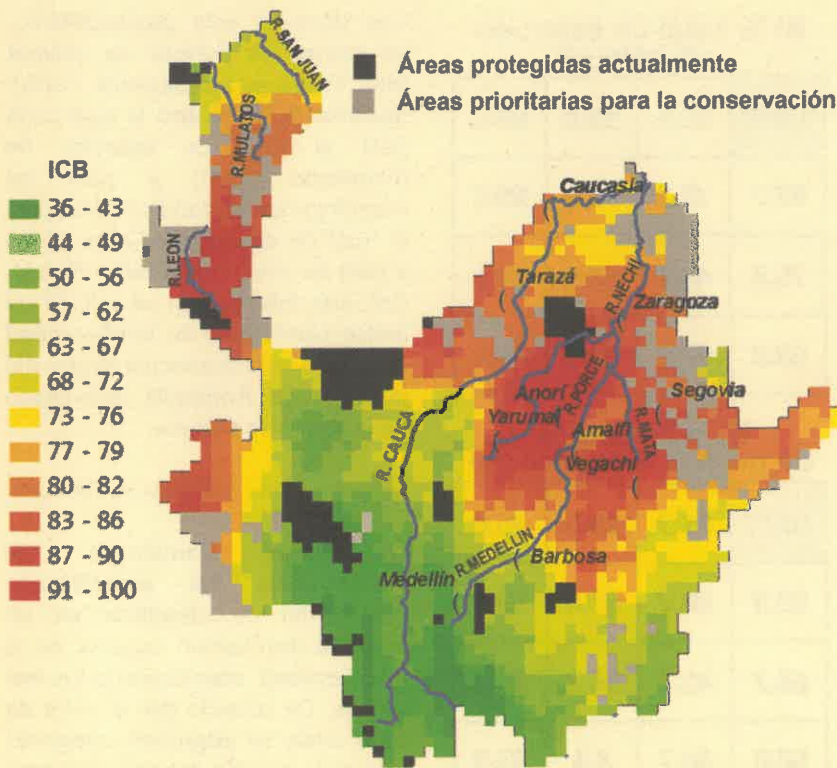 Áreas protegidas actualmente
Áreas prioritarias para la conservación
ICB
36 - 43
44 - 49
50 - 56
57 - 62
63 - 67
68 - 72
73 - 76
77 - 79
80 - 82
83 - 86
87 - 90
91 - 100
R.SAN JUAN
R.MULATOS
R.LEON
Caucasia
Tarazá
R.NECHI
Zaragoza
Anorí
R.PORCE
Segovia
Yarumal
Amalfi
R.MATA
Vegachí
R. CAUCA
R.MEDELLIN
Barbosa
Medellín